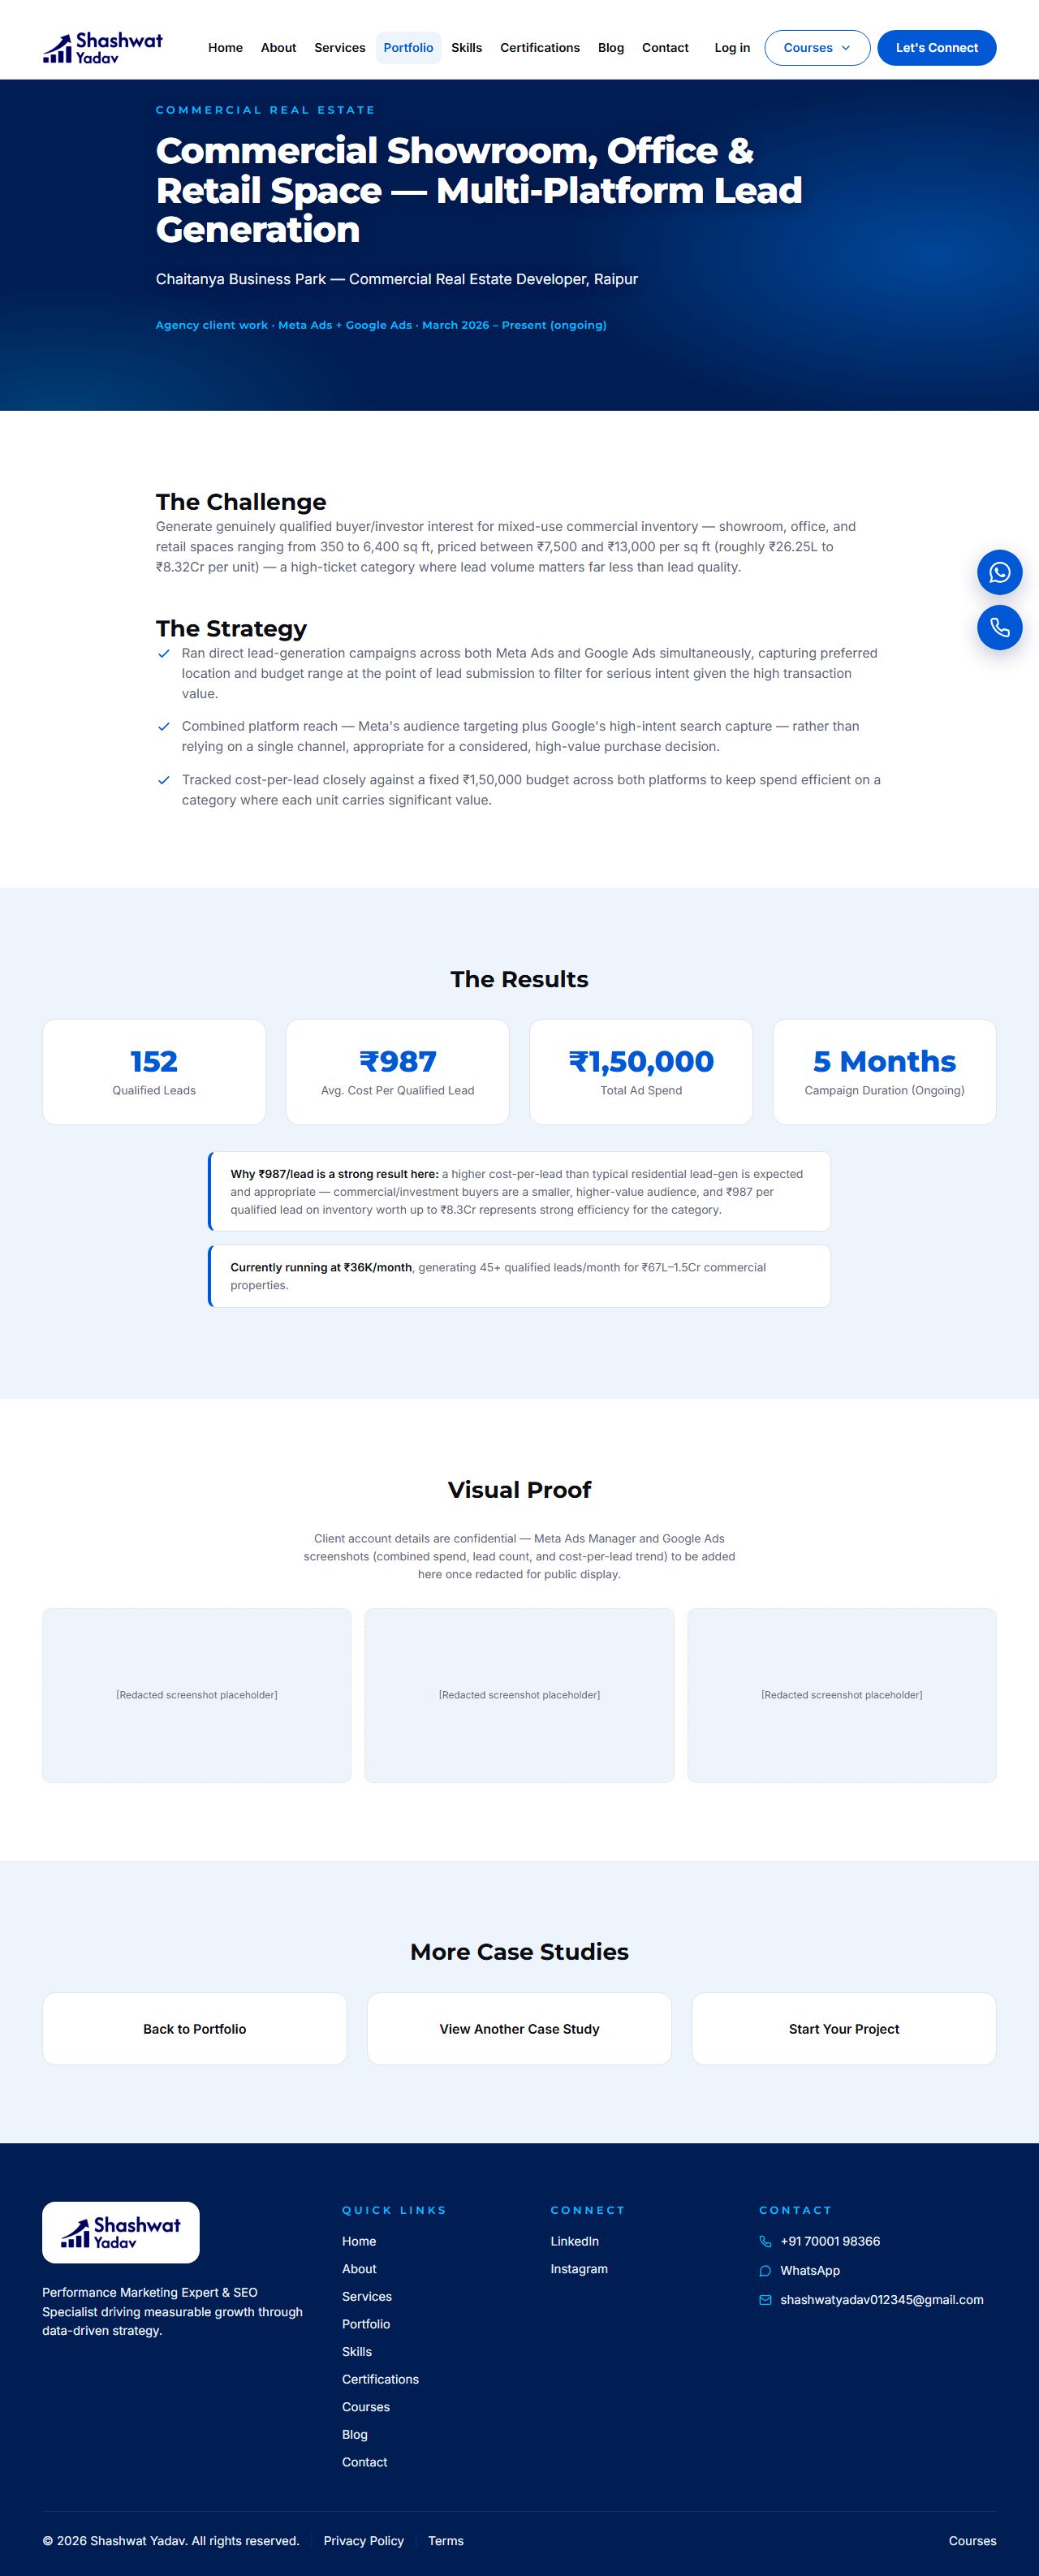 Shashwat
Yadav
Home About Services Portfolio Skills Certifications Blog Contact Log in Courses Let's Connect
COMMERCIAL REAL ESTATE
Commercial Showroom, Office &
Retail Space — Multi-Platform Lead
Generation
Chaitanya Business Park — Commercial Real Estate Developer, Raipur
Agency client work · Meta Ads + Google Ads · March 2026 – Present (ongoing)
The Challenge
Generate genuinely qualified buyer/investor interest for mixed-use commercial inventory — showroom, office, and
retail spaces ranging from 350 to 6,400 sq ft, priced between ₹7,500 and ₹13,000 per sq ft (roughly ₹26.25L to
₹8.32Cr per unit) — a high-ticket category where lead volume matters far less than lead quality.
The Strategy
Ran direct lead-generation campaigns across both Meta Ads and Google Ads simultaneously, capturing preferred
location and budget range at the point of lead submission to filter for serious intent given the high transaction
value.
Combined platform reach — Meta's audience targeting plus Google's high-intent search capture — rather than
relying on a single channel, appropriate for a considered, high-value purchase decision.
Tracked cost-per-lead closely against a fixed ₹1,50,000 budget across both platforms to keep spend efficient on a
category where each unit carries significant value.
The Results
152
Qualified Leads
₹987
Avg. Cost Per Qualified Lead
₹1,50,000
Total Ad Spend
5 Months
Campaign Duration (Ongoing)
Why ₹987/lead is a strong result here: a higher cost-per-lead than typical residential lead-gen is expected
and appropriate — commercial/investment buyers are a smaller, higher-value audience, and ₹987 per
qualified lead on inventory worth up to ₹8.3Cr represents strong efficiency for the category.
Currently running at ₹36K/month, generating 45+ qualified leads/month for ₹67L–1.5Cr commercial
properties.
Visual Proof
Client account details are confidential — Meta Ads Manager and Google Ads
screenshots (combined spend, lead count, and cost-per-lead trend) to be added
here once redacted for public display.
[Redacted screenshot placeholder] [Redacted screenshot placeholder] [Redacted screenshot placeholder]
More Case Studies
Back to Portfolio View Another Case Study Start Your Project
Shashwat
Yadav
Performance Marketing Expert & SEO
Specialist driving measurable growth through
data-driven strategy.
QUICK LINKS
Home
About
Services
Portfolio
Skills
Certifications
Courses
Blog
Contact
CONNECT
LinkedIn
Instagram
CONTACT
+91 70001 98366
WhatsApp
shashwatyadav012345@gmail.com
© 2026 Shashwat Yadav. All rights reserved. Privacy Policy Terms Courses